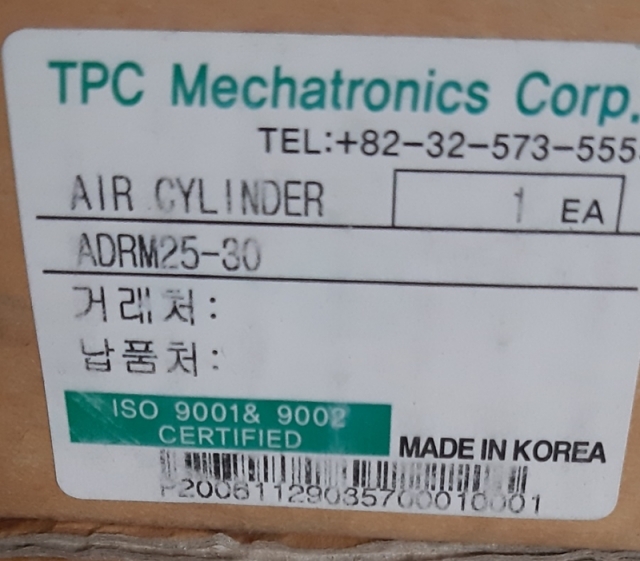 TPC Mechatronics Corp.
TEL:+82-32-573-555
AIR CYLINDER 1 EA
ADRM25-30
거래처:
납품처:
ISO 9001& 9002
CERTIFIED
MADE IN KOREA
P20061129035700010001